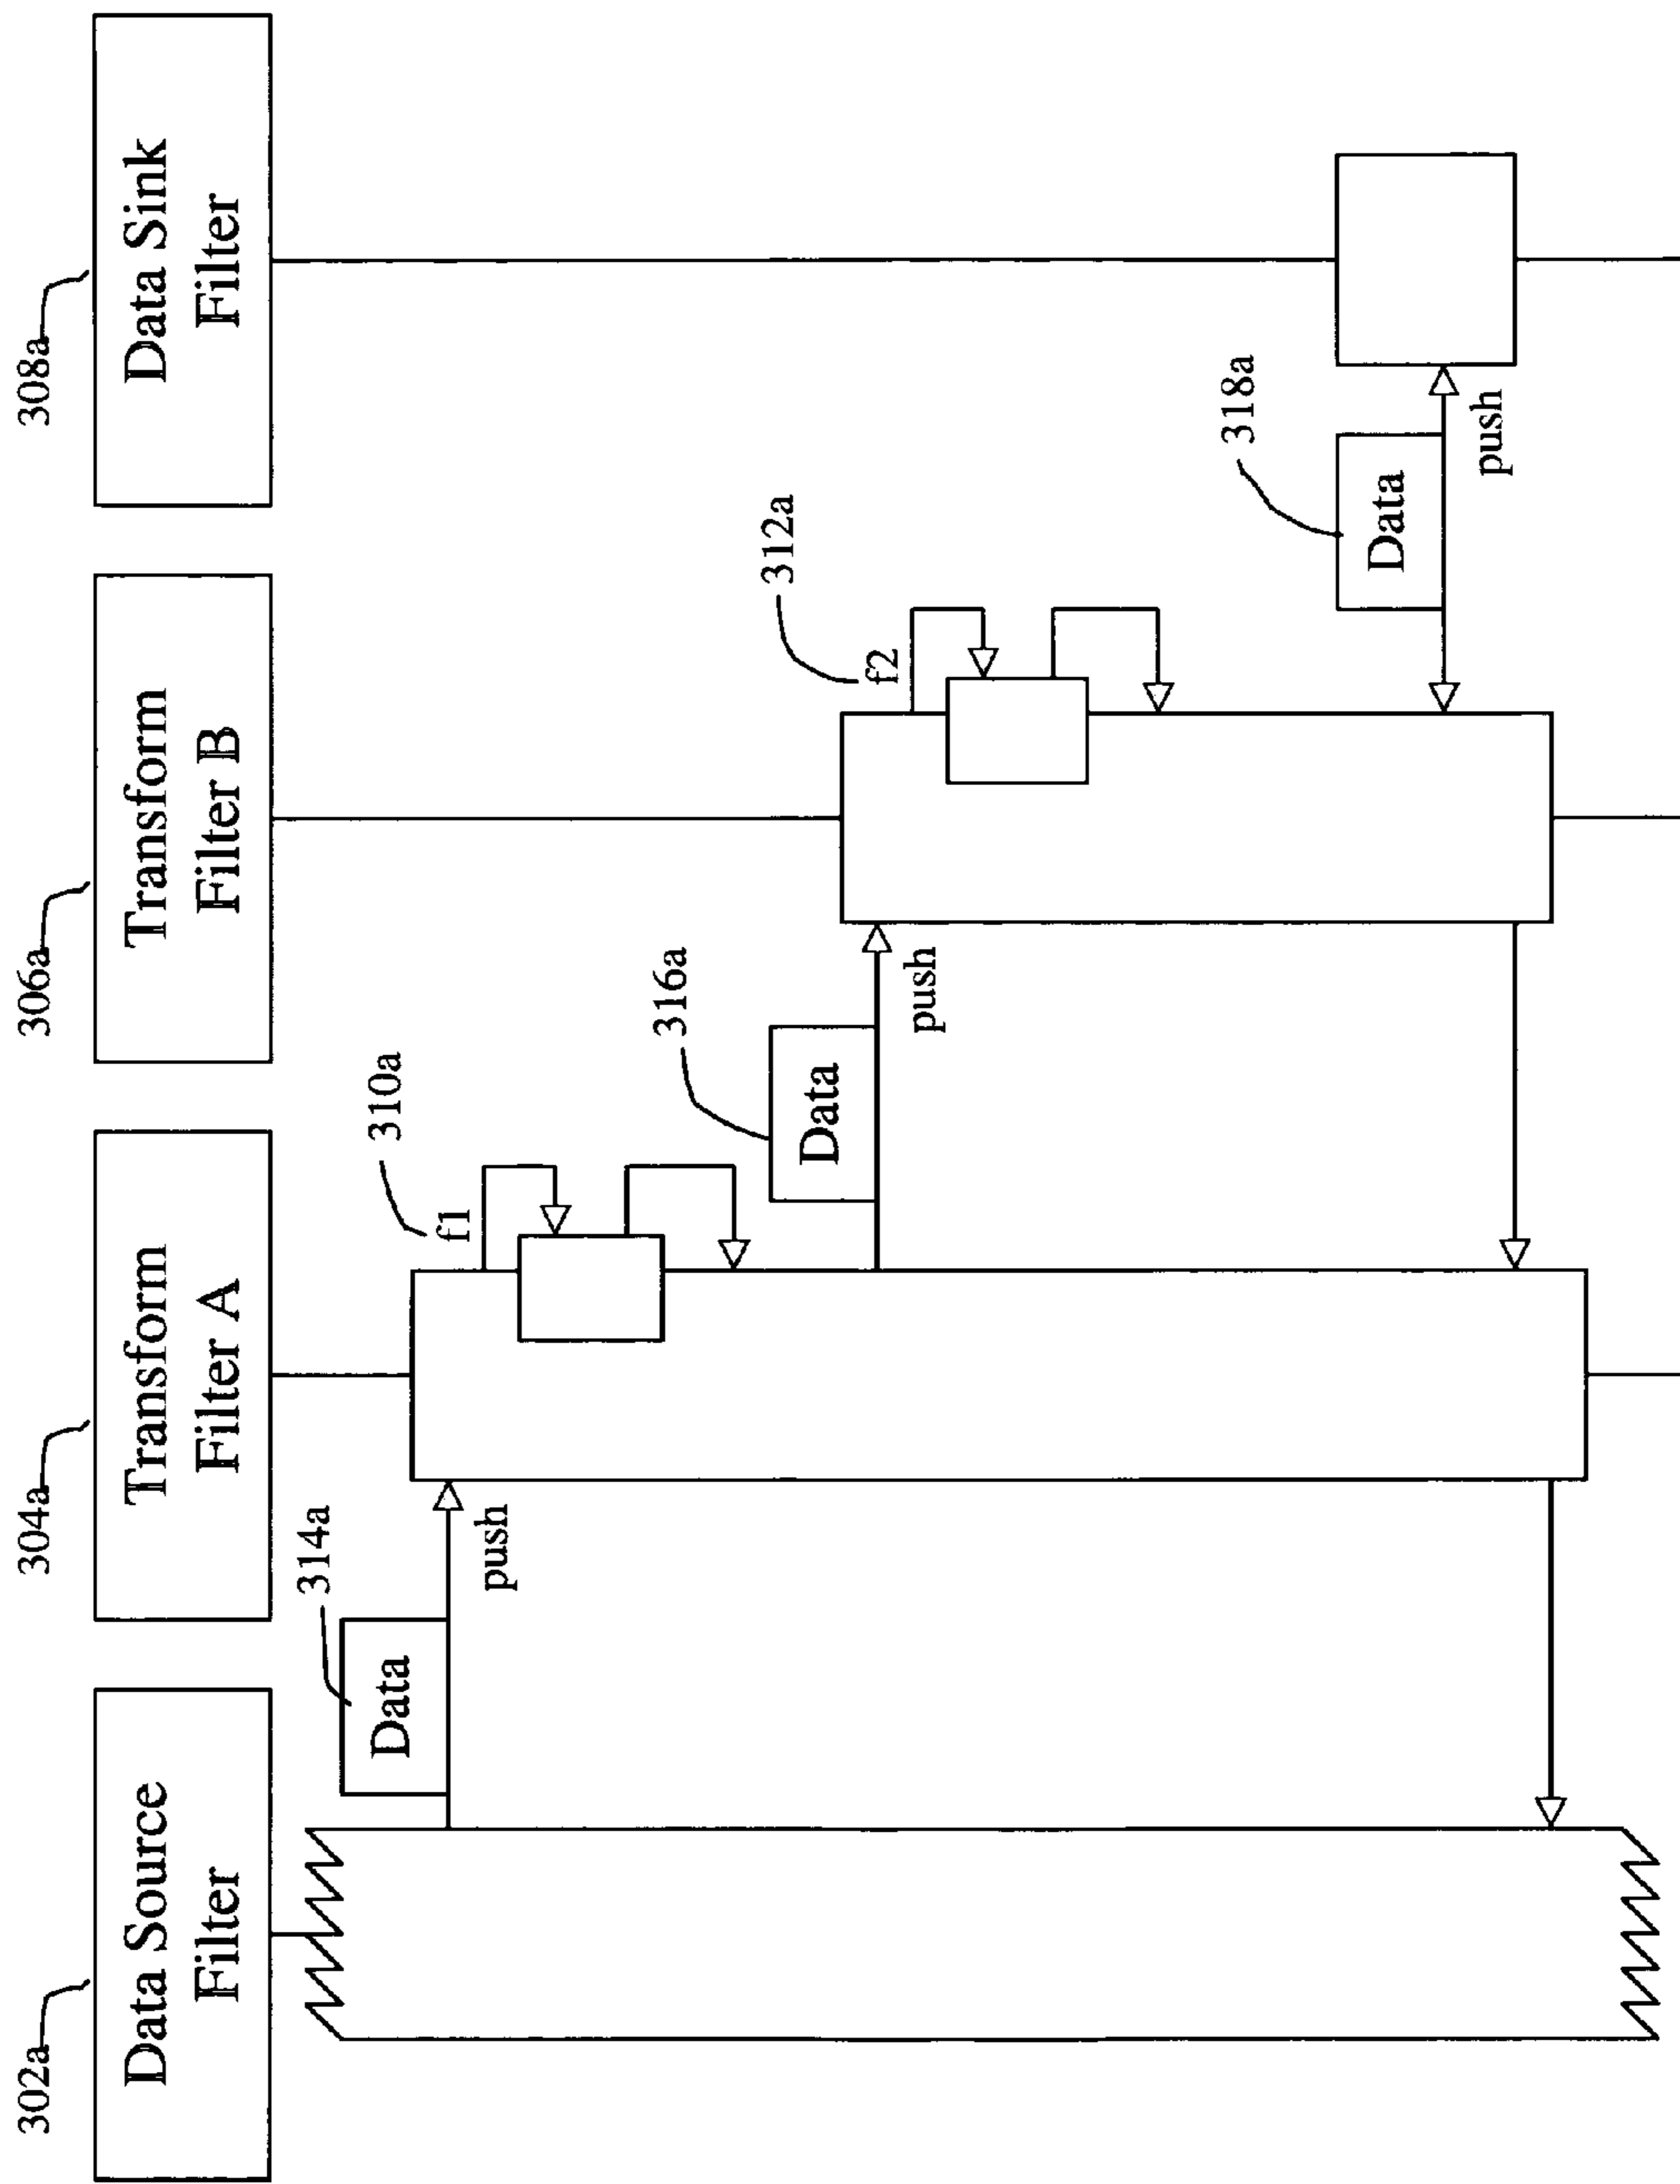 302a
304a
306a
308a
Data Source
Filter
Transform
Filter A
Transform
Filter B
Data Sink
Filter
314a
Data
push
310a
f1
316a
Data
push
312a
f2
318a
Data
push